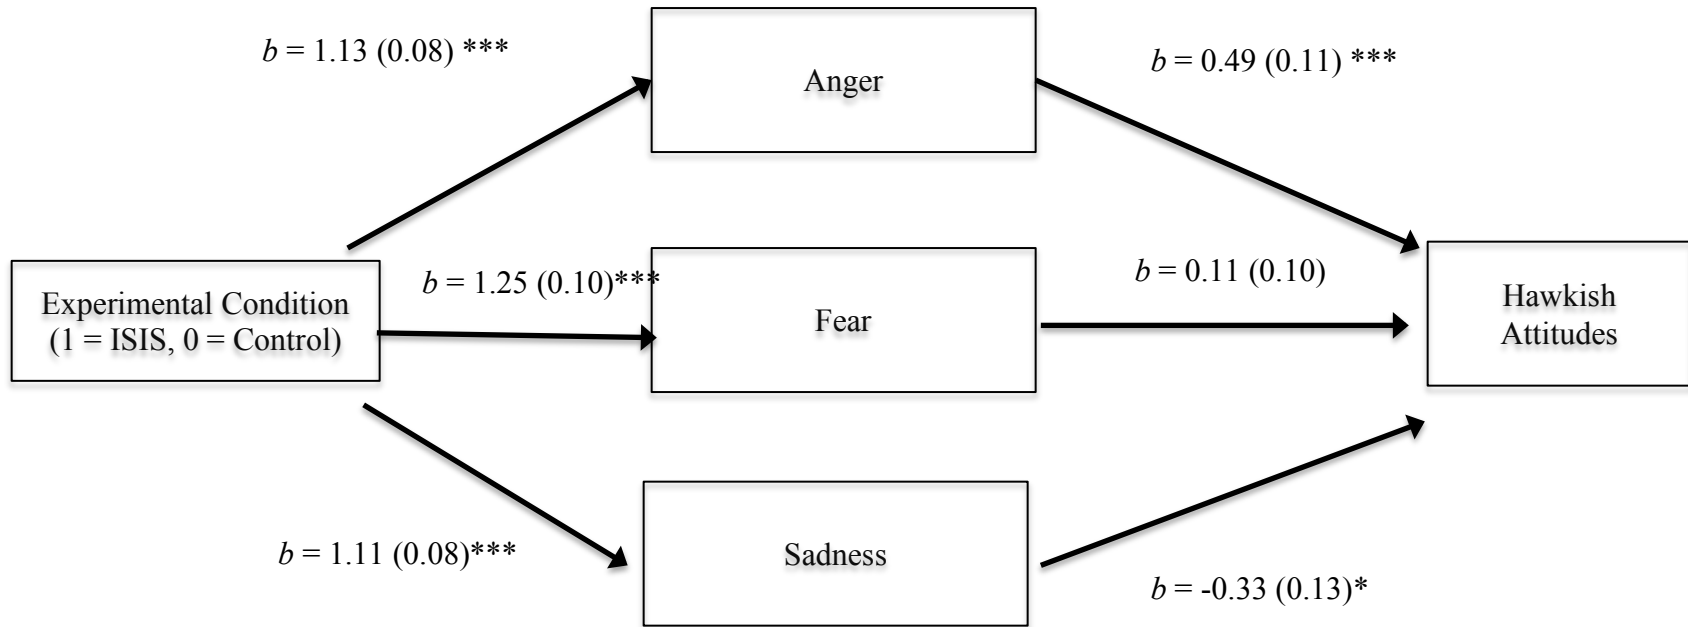 b = 1.13 (0.08) ***
Anger
b = 0.49 (0.11) ***
Experimental Condition
(1 = ISIS, 0 = Control)
b = 1.25 (0.10)***
Fear
b = 0.11 (0.10)
Hawkish
Attitudes
b = 1.11 (0.08)***
Sadness
b = -0.33 (0.13)*